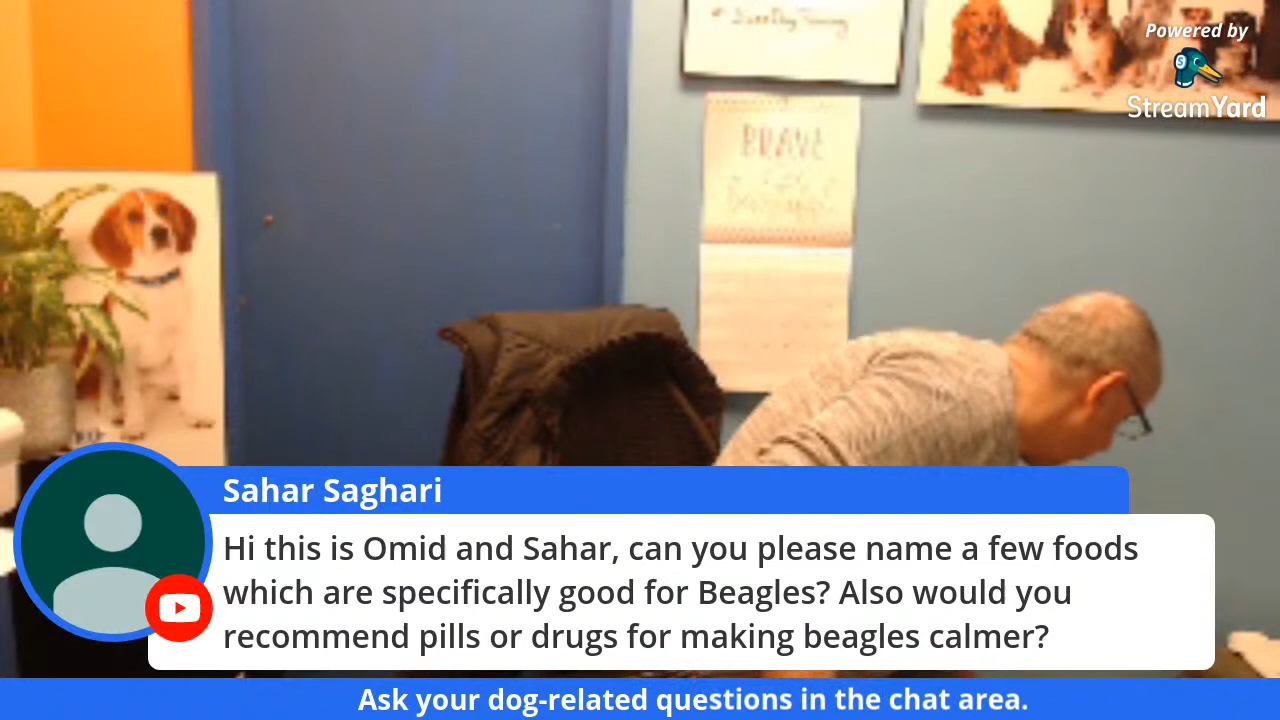 Powered by
StreamYard
BRAVE
Sahar Saghari
Hi this is Omid and Sahar, can you please name a few foods
which are specifically good for Beagles? Also would you
recommend pills or drugs for making beagles calmer?
Ask your dog-related questions in the chat area.